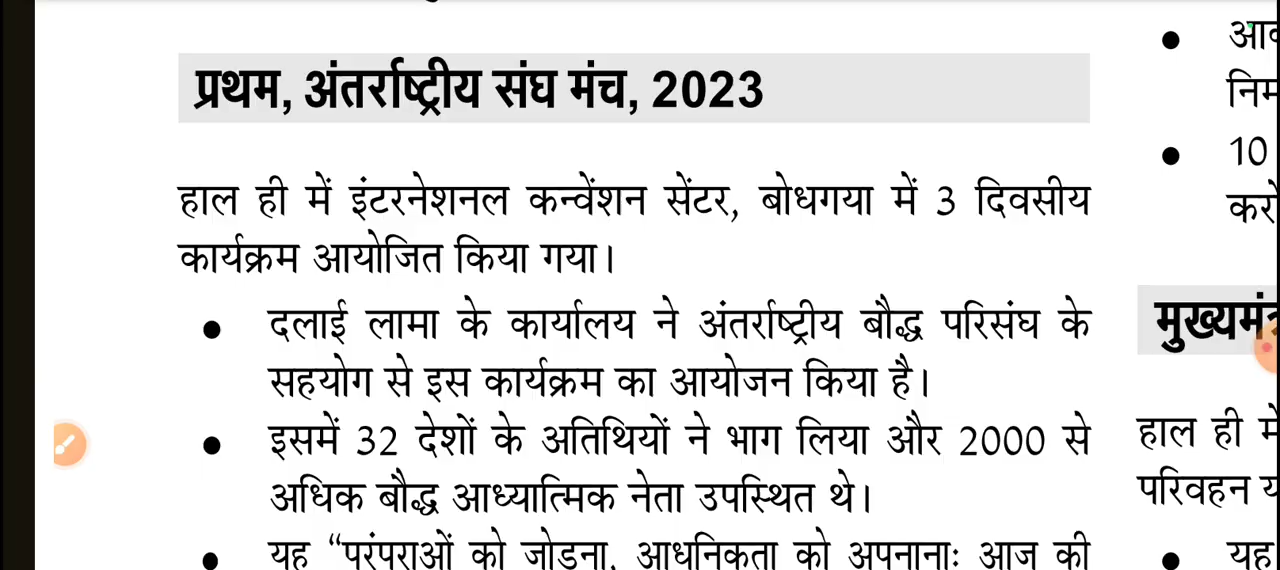 प्रथम, अंतर्राष्ट्रीय संघ मंच, 2023
हाल ही में इंटरनेशनल कन्वेंशन सेंटर, बोधगया में 3 दिवसीय
कार्यक्रम आयोजित किया गया।
● दलाई लामा के कार्यालय ने अंतर्राष्ट्रीय बौद्ध परिसंघ के
सहयोग से इस कार्यक्रम का आयोजन किया है।
● इसमें 32 देशों के अतिथियों ने भाग लिया और 2000 से
अधिक बौद्ध आध्यात्मिक नेता उपस्थित थे।
● यह “परंपराओं को जोड़ना, आधुनिकता को अपनानाः आज की
● 
● 10
हाल ही में
परिवहन
● यह